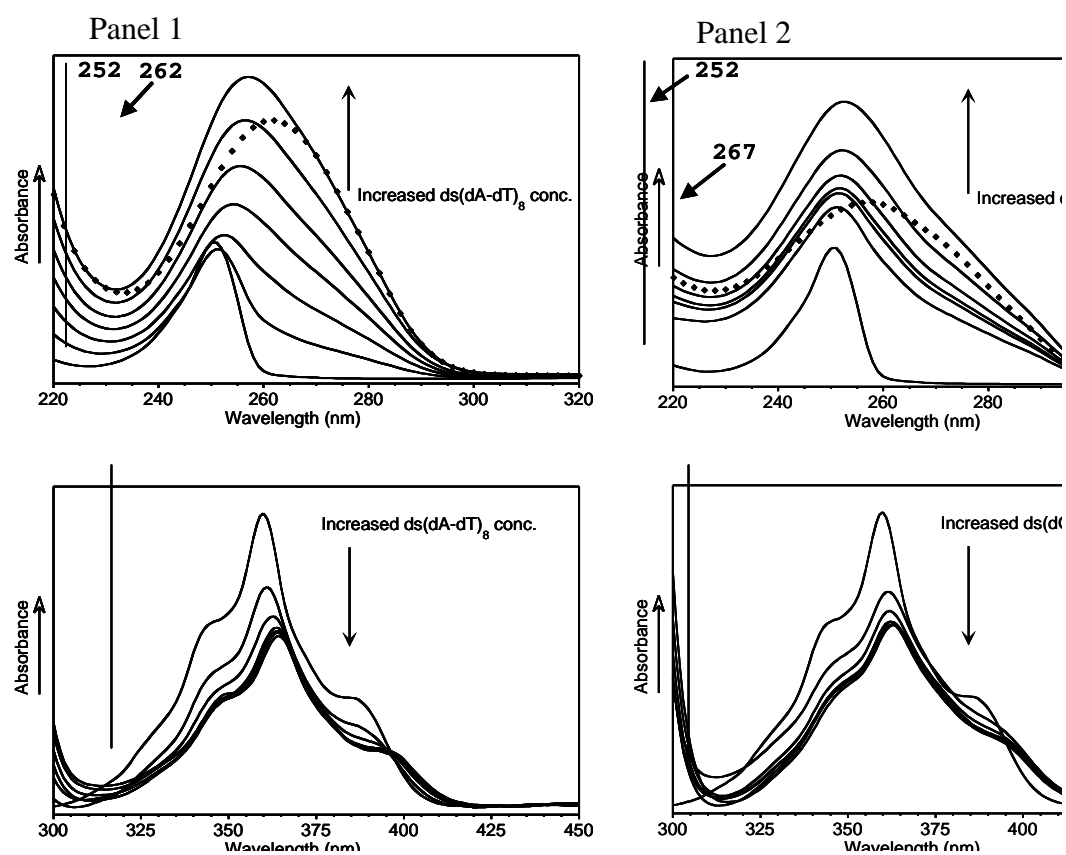 Panel 1
252 262
Increased ds(dA-dT)8 conc.
Absorbance
220 240 260 280 300 320
Wavelength (nm)
Panel 2
252
267
Increased
Absorbance
220 240 260 280
Wavelength (nm)
Increased ds(dA-dT)8 conc.
Absorbance
300 325 350 375 400 425 450
Wavelength (nm)
Increased
Absorbance
300 325 350 375 400
Wavelength (nm)